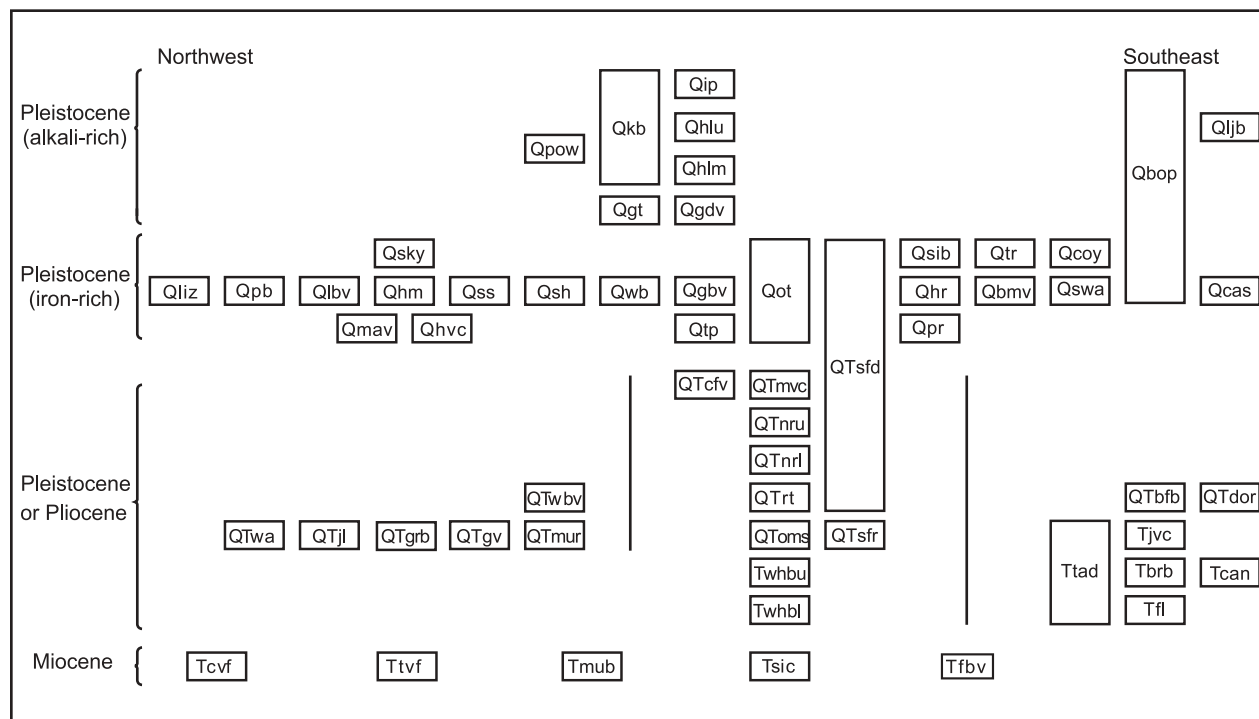 Northwest Southeast
Pleistocene
(alkali-rich)
Qkb Qip Qbop
Qhlu Qljb
Qpow
Qhlm
Qgt Qgdv
Pleistocene
(iron-rich)
Qsky Qot QTsfd Qsib Qtr Qcoy
Qliz Qpb Qlbv Qhm Qss Qsh Qwb Qgbv Qhr Qbmv Qswa Qcas
Qmav Qhvc Qtp Qpr
Pleistocene
or Pliocene
QTcfv QTmvc
QTnru
QTnrl
QTwbv QTrt QTbfb QTdor
QTwa QTjl QTgrb QTgv QTmur QToms QTsfr Ttad Tjvc
Twhbu Tbrb Tcan
Twhbl Tfl
Miocene
Tcvf Ttvf Tmub Tsic Tfbv